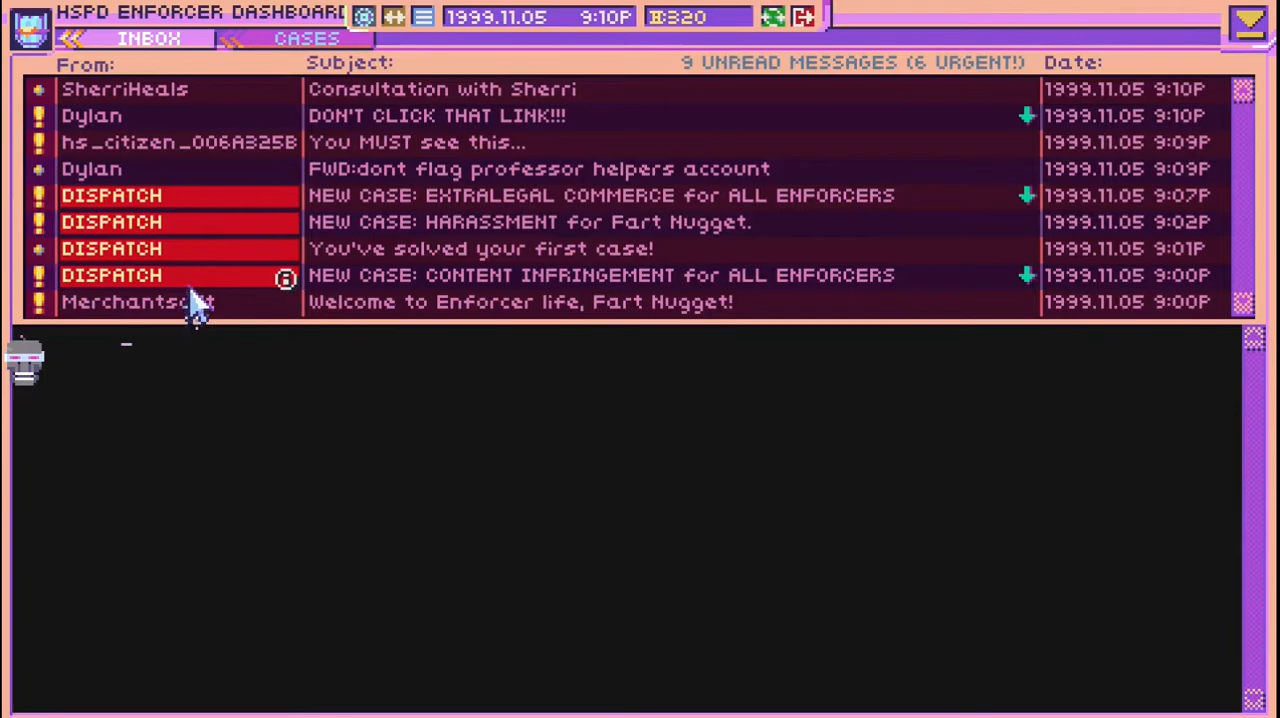 HSPD ENFORCER DASHBOARD
1999.11.05 9:10P
320
INBOX
CASES
From:
Subject:
9 UNREAD MESSAGES (6 URGENT!)
Date:
SherriHeals Consultation with Sherri 1999.11.05 9:10P
Dylan DON'T CLICK THAT LINK!!! 1999.11.05 9:10P
hs_citizen_006A325B You MUST see this... 1999.11.05 9:09P
Dylan FWD:dont flag professor helpers account 1999.11.05 9:09P
DISPATCH NEW CASE: EXTRALEGAL COMMERCE for ALL ENFORCERS 1999.11.05 9:07P
DISPATCH NEW CASE: HARASSMENT for Fart Nugget. 1999.11.05 9:02P
DISPATCH You've solved your first case! 1999.11.05 9:01P
DISPATCH NEW CASE: CONTENT INFRINGEMENT for ALL ENFORCERS 1999.11.05 9:00P
Welcome to Enforcer life, Fart Nugget! 1999.11.05 9:00P